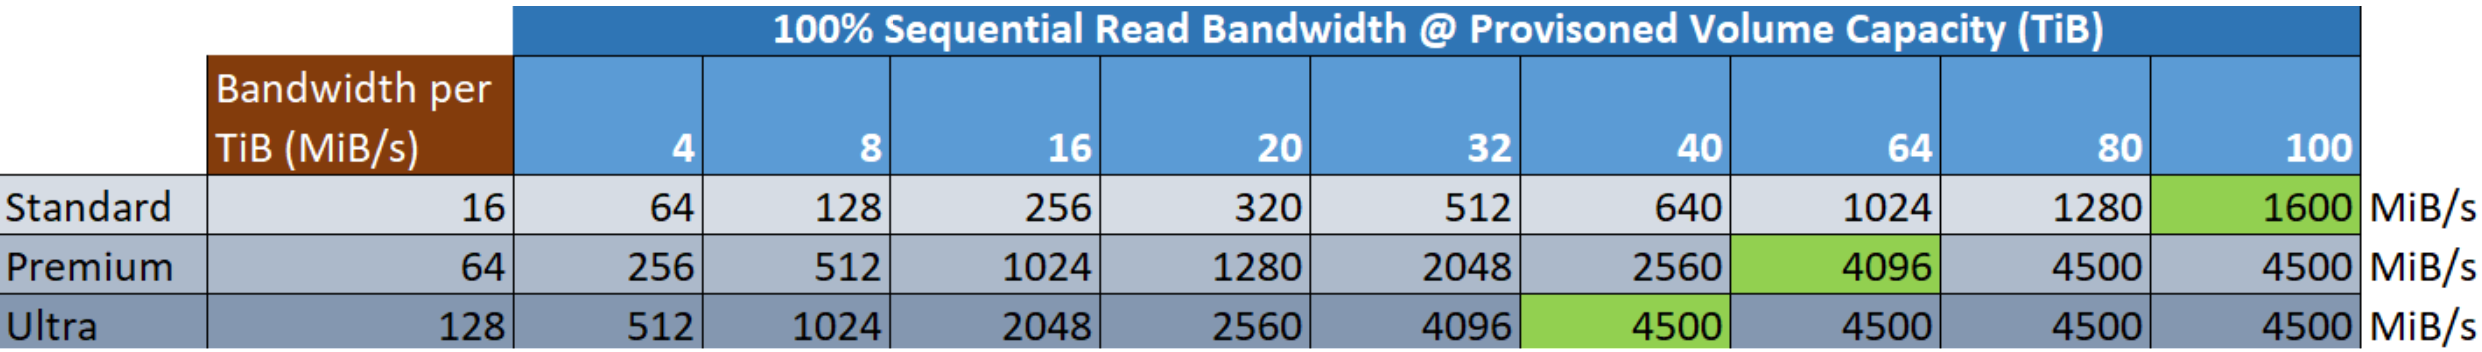 100% Sequential Read Bandwidth @ Provisoned Volume Capacity (TiB)
Bandwidth per
TiB (MiB/s) 4 8 16 20 32 40 64 80 100
Standard 16 64 128 256 320 512 640 1024 1280 1600 MiB/s
Premium 64 256 512 1024 1280 2048 2560 4096 4500 4500 MiB/s
Ultra 128 512 1024 2048 2560 4096 4500 4500 4500 4500 MiB/s